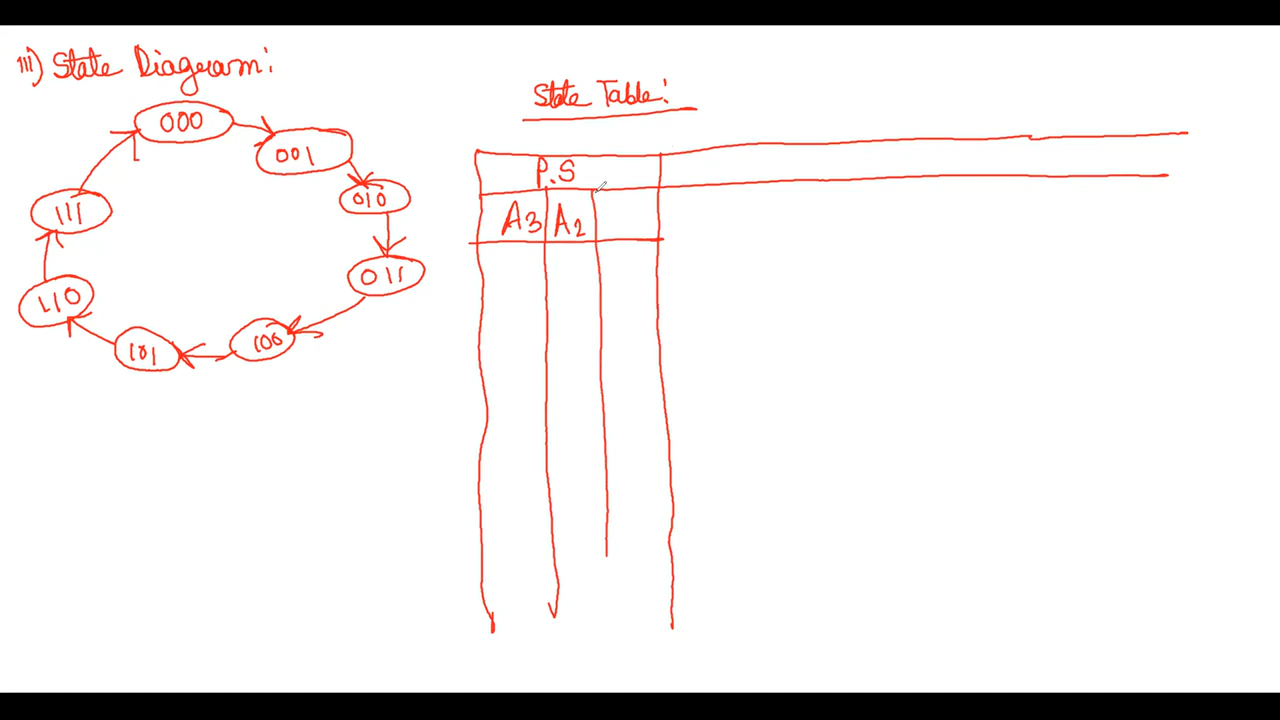 III) State Diagram:
000
001
010
011
100
101
110
111
State Table:
P.S
A3 A2